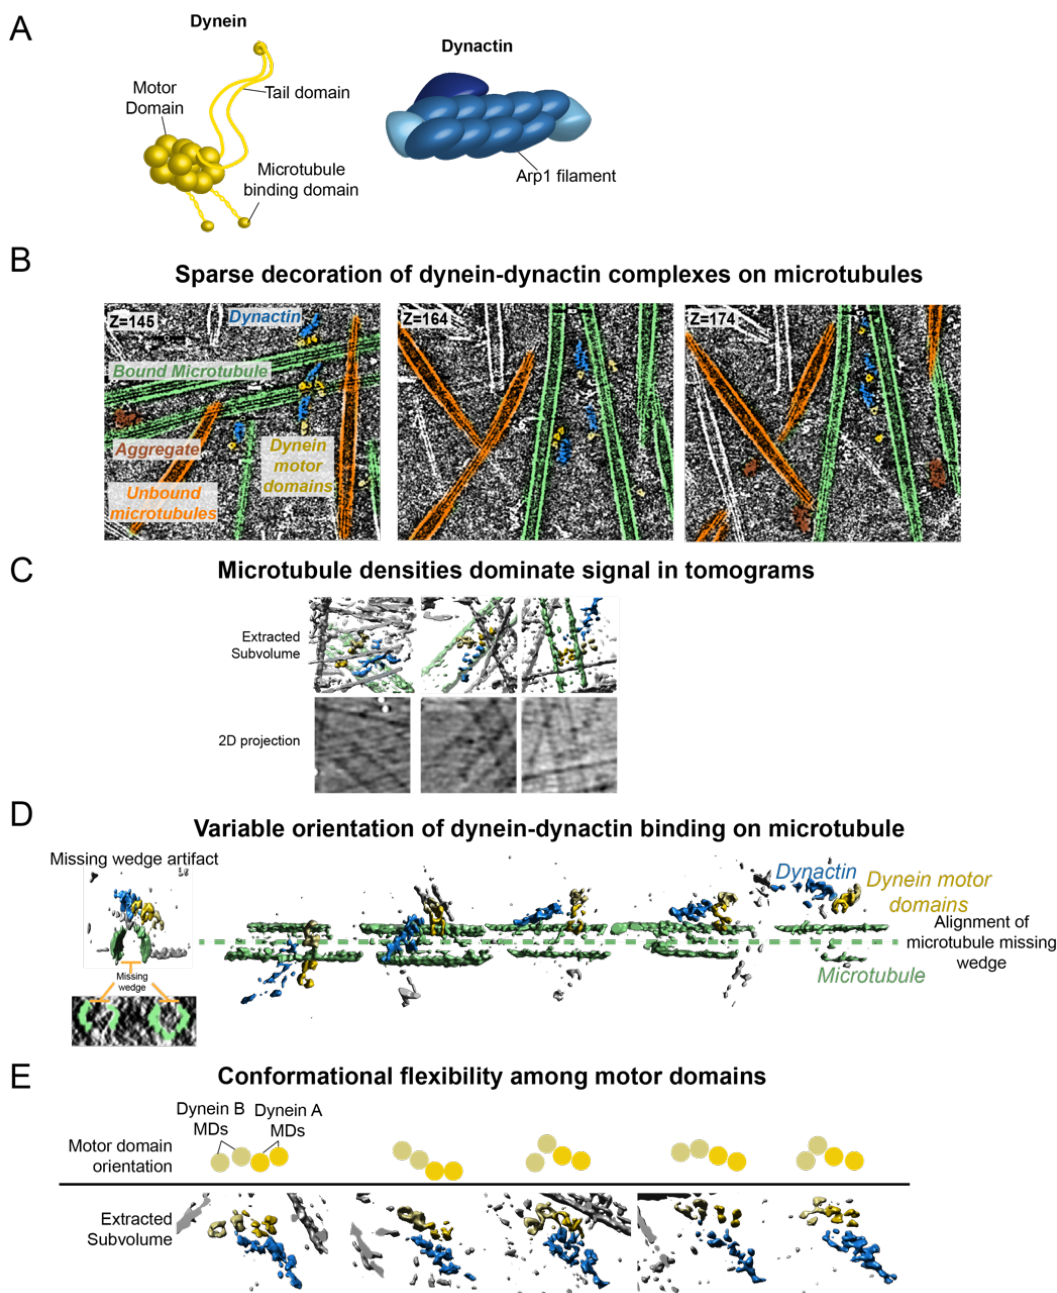 A
Dynein
Dynactin
Motor
Domain
Tail domain
Microtubule
binding domain
Arp1 filament
B
Sparse decoration of dynein-dynactin complexes on microtubules
Z=145
Dynactin
Bound Microtubule
Aggregate
Dynein
motor
domains
Unbound
microtubules
Z=164
Z=174
C
Microtubule densities dominate signal in tomograms
Extracted
Subvolume
2D projection
D
Variable orientation of dynein-dynactin binding on microtubule
Missing wedge artifact
Missing
wedge
Dynactin
Dynein motor
domains
Alignment of
microtubule missing
wedge
Microtubule
E
Conformational flexibility among motor domains
Dynein B
MDs
Dynein A
MDs
Motor domain
orientation
Extracted
Subvolume